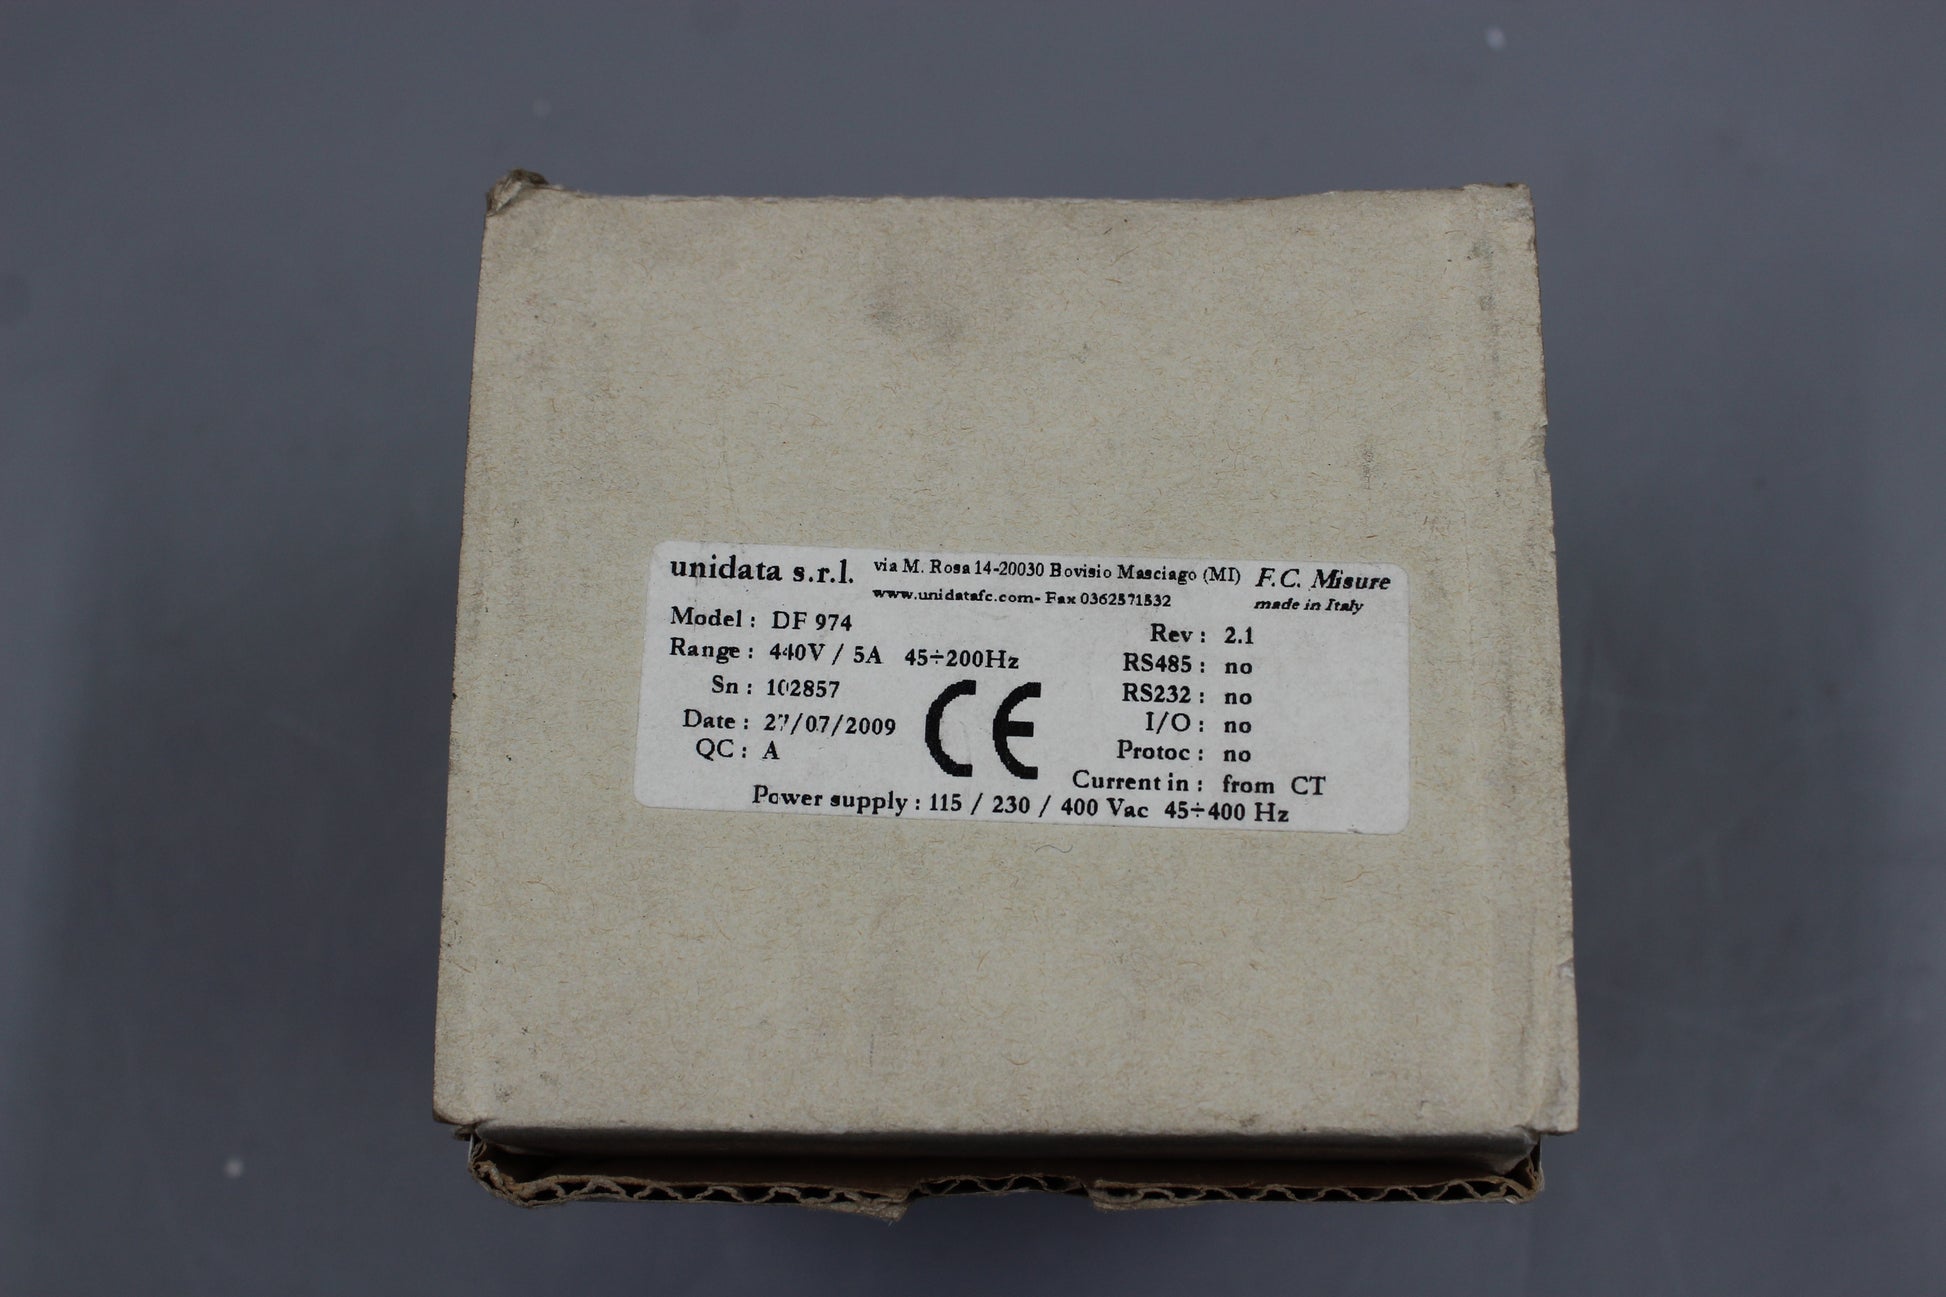 unidata s.r.l. via M. Rosa 14-20030 Bovisio Masciago (MI) F.C. Misure
www.unidatafc.com- Fax 0362571532 made in Italy
Model : DF 974 Rev : 2.1
Range : 440V / 5A 45÷200Hz RS485 : no
Sn : 102857 RS232 : no
Date : 27/07/2009 CE I/O : no
QC : A Protoc : no
Current in : from CT
Power supply : 115 / 230 / 400 Vac 45÷400 Hz